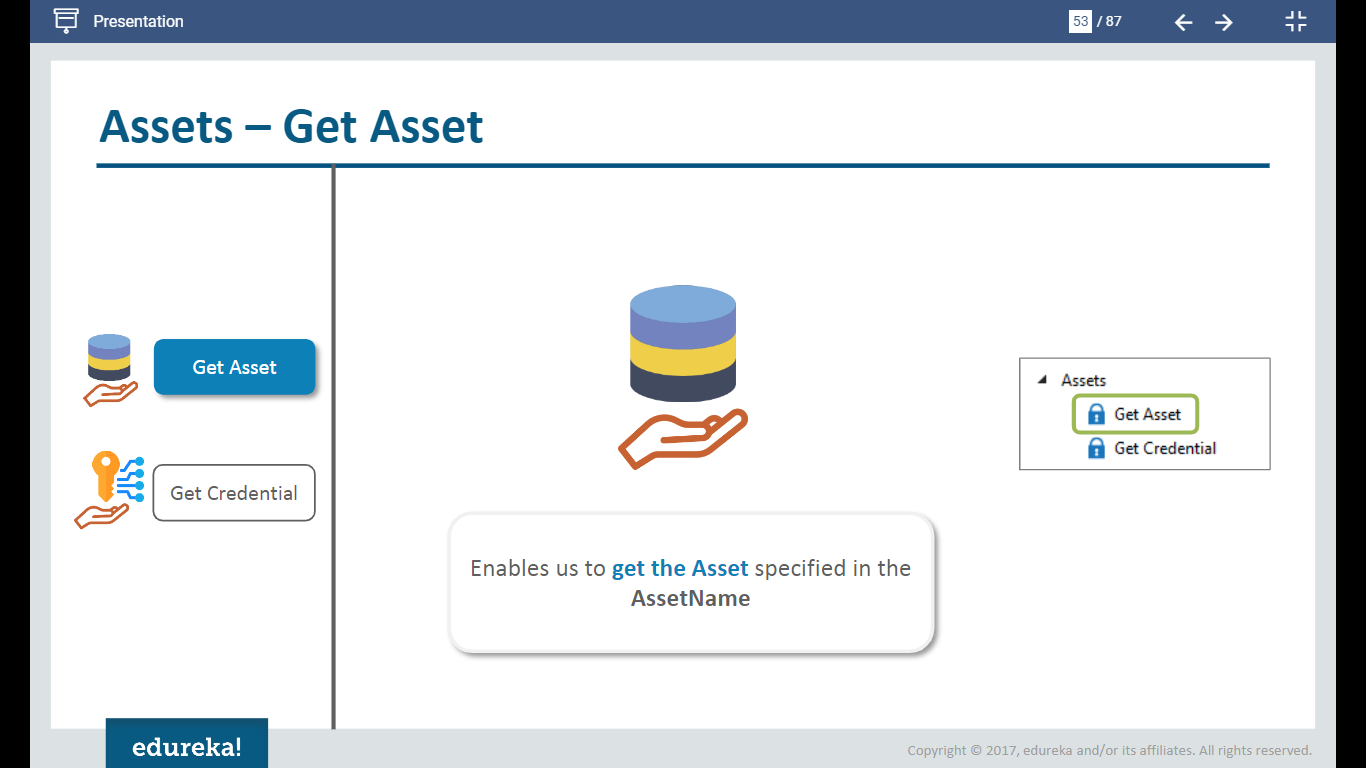 Presentation
53 / 87
Assets – Get Asset
Get Asset
Get Credential
Assets
Get Asset
Get Credential
Enables us to get the Asset specified in the
AssetName
edureka!
Copyright © 2017, edureka and/or its affiliates. All rights reserved.